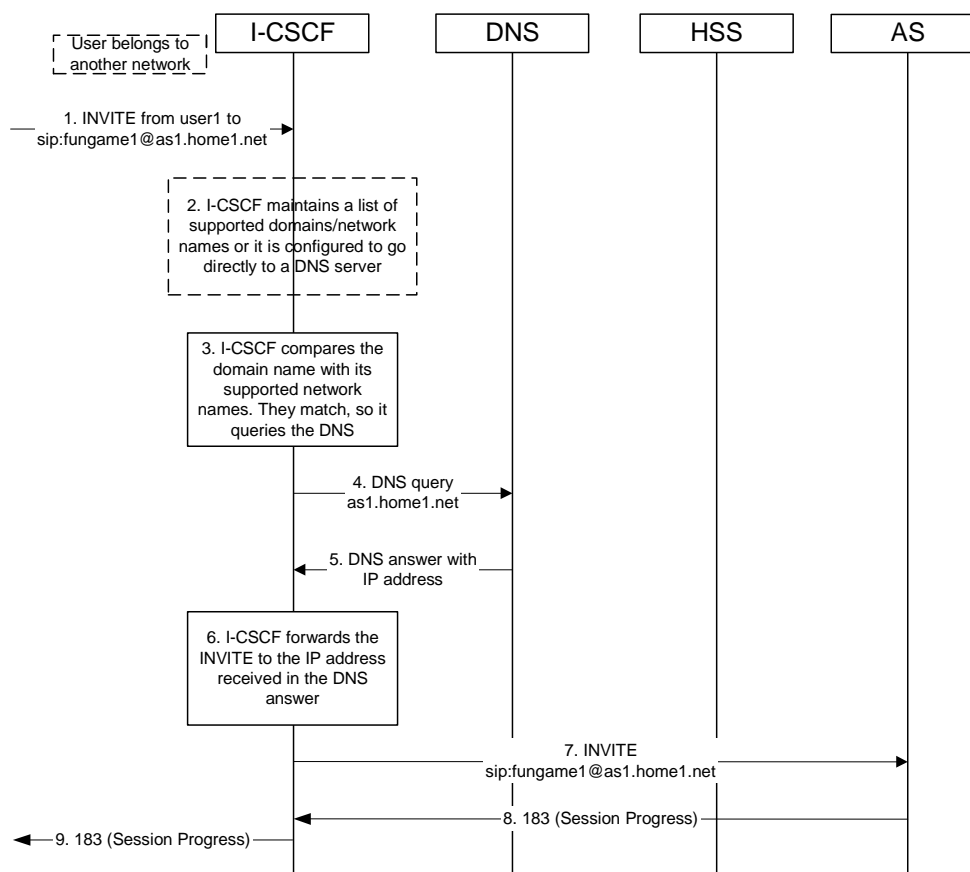 I-CSCF
DNS
HSS
AS
User belongs to
another network
1. INVITE from user1 to
sip:fungame1@as1.home1.net
2. I-CSCF maintains a list of
supported domains/network
names or it is configured to go
directly to a DNS server
3. I-CSCF compares the
domain name with its
supported network
names. They match, so it
queries the DNS
4. DNS query
as1.home1.net
5. DNS answer with
IP address
6. I-CSCF forwards the
INVITE to the IP address
received in the DNS
answer
7. INVITE
sip:fungame1@as1.home1.net
8. 183 (Session Progress)
9. 183 (Session Progress)